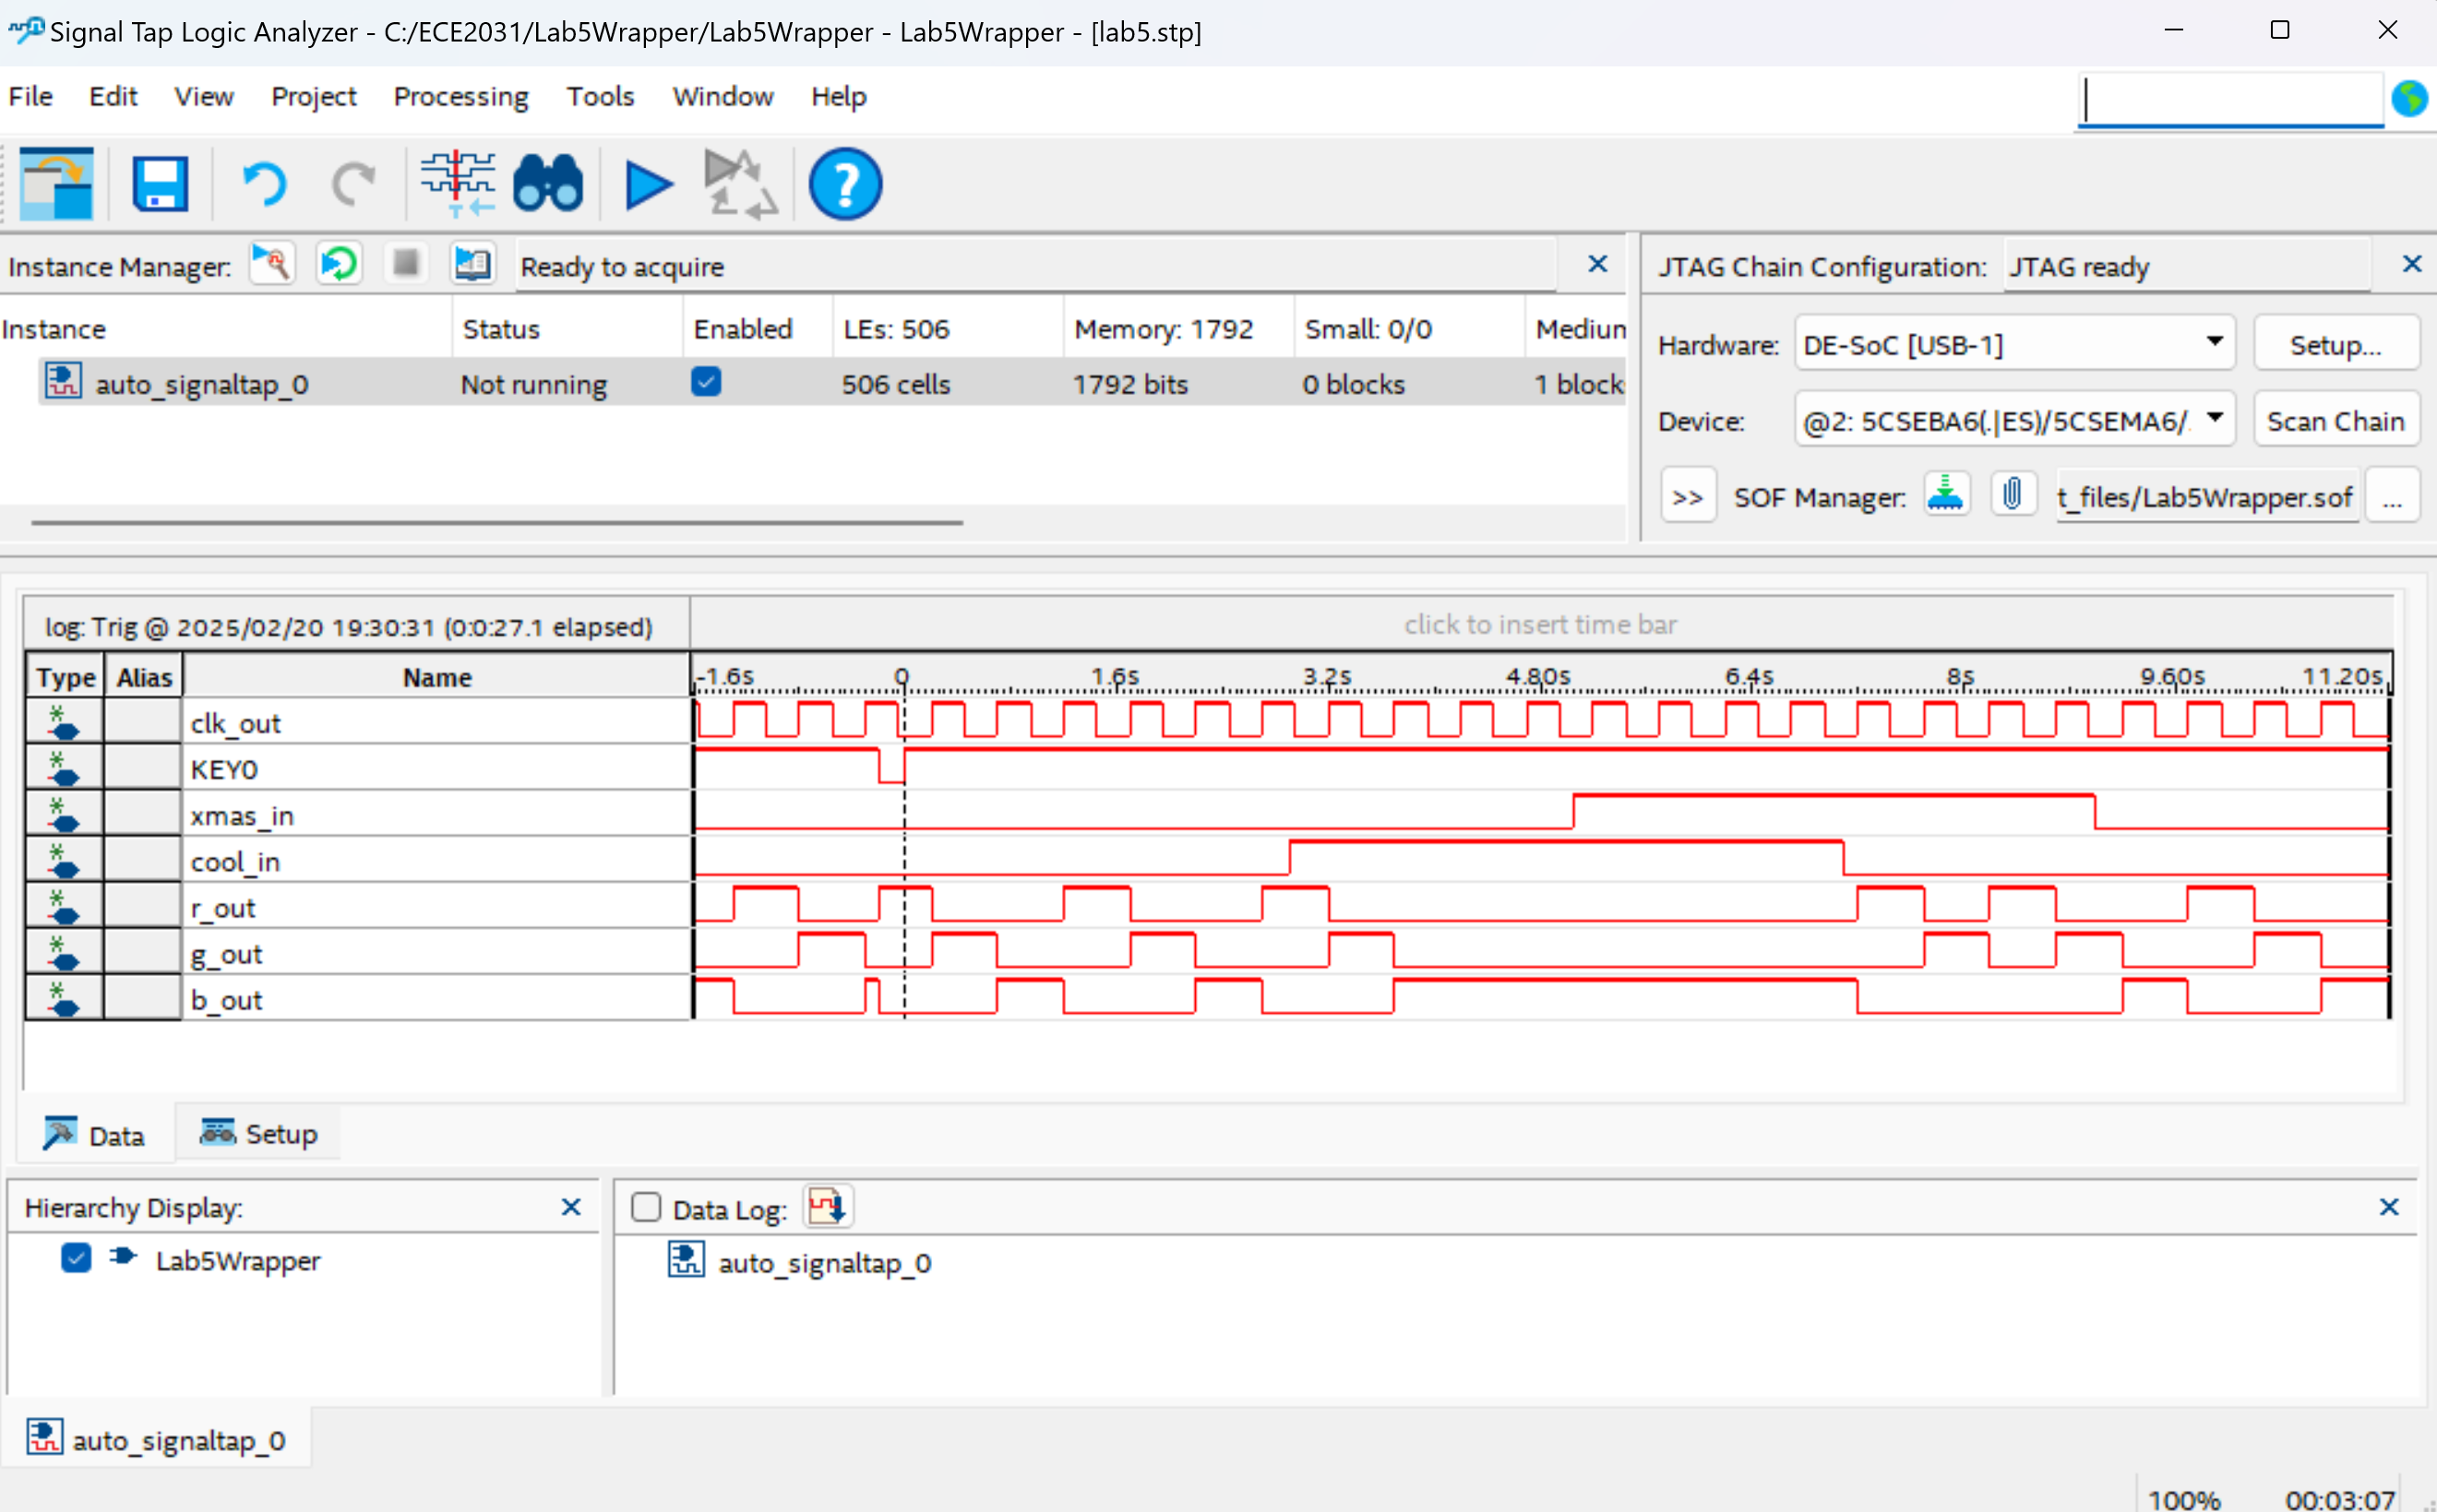 Signal Tap Logic Analyzer - C:/ECE2031/Lab5Wrapper/Lab5Wrapper - Lab5Wrapper - [lab5.stp]
File Edit View Project Processing Tools Window Help
Instance Manager: Ready to acquire
JTAG Chain Configuration: JTAG ready
Instance Status Enabled LEs: 506 Memory: 1792 Small: 0/0 Medium
auto_signaltap_0 Not running 506 cells 1792 bits 0 blocks 1 block
Hardware: DE-SoC [USB-1] Setup...
Device: @2: 5CSEBA6(.|ES)/5CSEMA6/. Scan Chain
>> SOF Manager: t_files/Lab5Wrapper.sof ...
log: Trig @ 2025/02/20 19:30:31 (0:0:27.1 elapsed) click to insert time bar
Type Alias Name -1.6s 0 1.6s 3.2s 4.80s 6.4s 8s 9.60s 11.20s
clk_out
KEY0
xmas_in
cool_in
r_out
g_out
b_out
Data Setup
Hierarchy Display:
Lab5Wrapper
Data Log:
auto_signaltap_0
auto_signaltap_0
100% 00:03:07